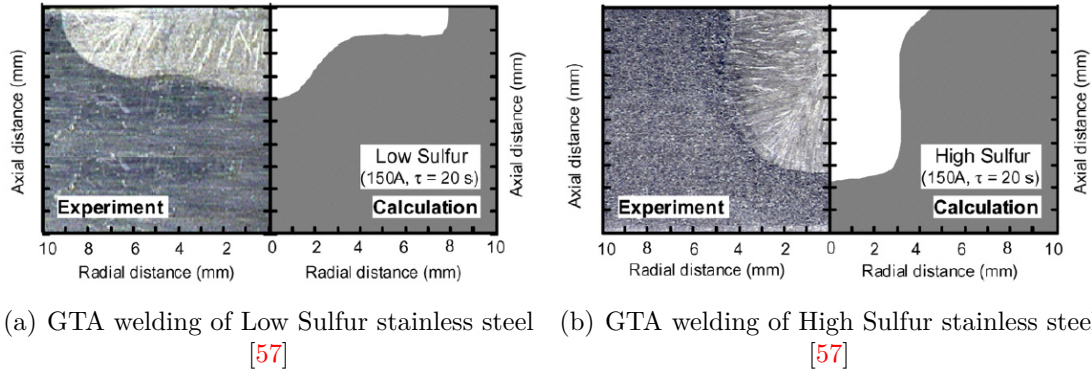 Axial distance (mm)
Experiment
Low Sulfur
(150A, τ = 20 s)
Calculation
Axial distance (mm)
10 8 6 4 2 0 2 4 6 8 10
Radial distance (mm)
Radial distance (mm)
(a) GTA welding of Low Sulfur stainless steel
[57]
Axial distance (mm)
Experiment
High Sulfur
(150A, τ = 20 s)
Calculation
Axial distance (mm)
10 8 6 4 2 0 2 4 6 8 10
Radial distance (mm)
Radial distance (mm)
(b) GTA welding of High Sulfur stainless stee
[57]